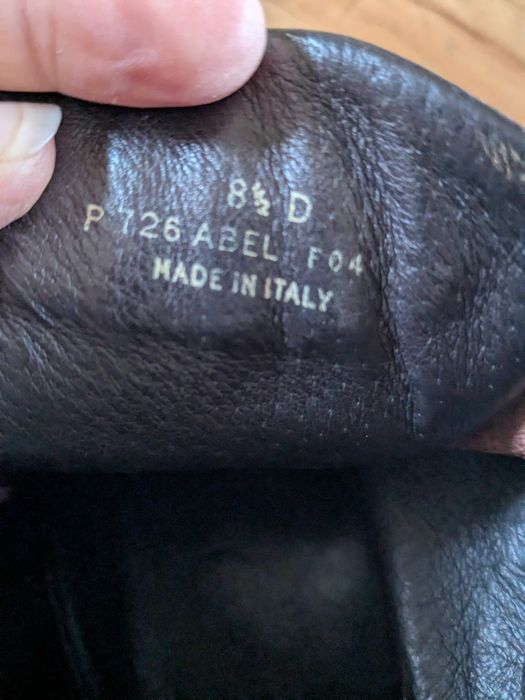 8½ D
P 726 ABEL F04
MADE IN ITALY